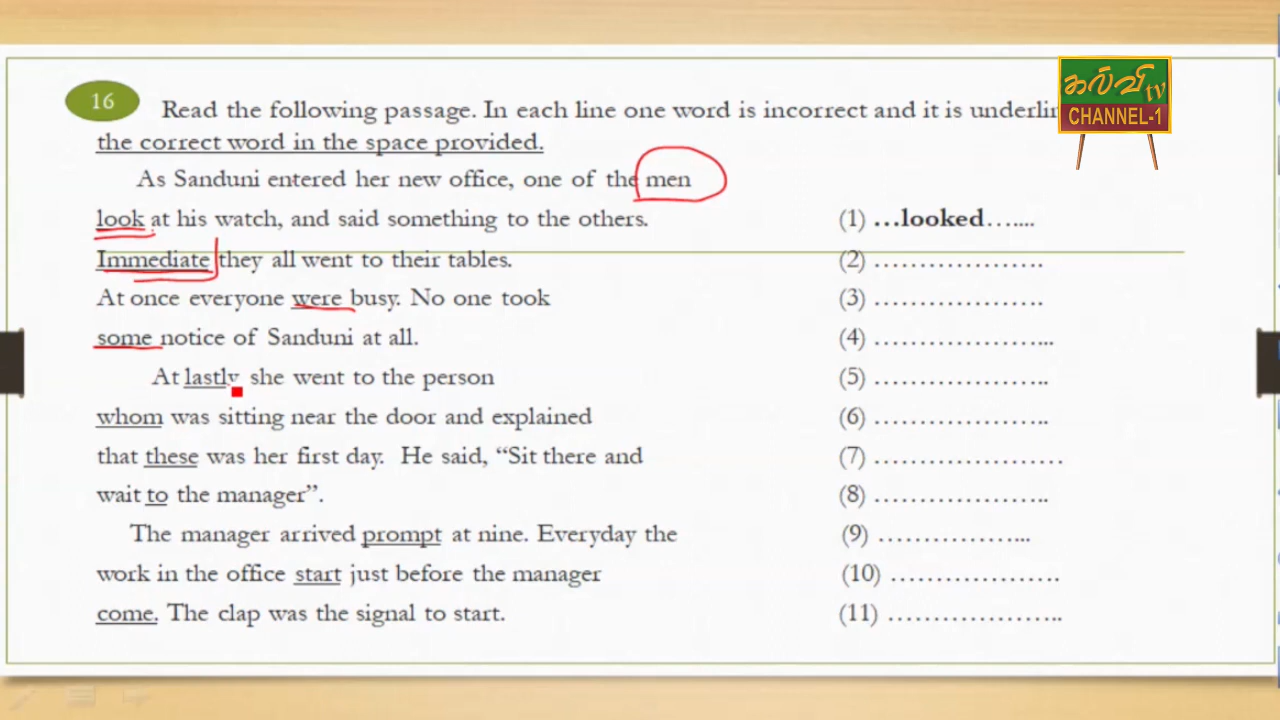 கல்வி tv
CHANNEL-1
16
Read the following passage. In each line one word is incorrect and it is
the correct word in the space provided.
As Sanduni entered her new office, one of the men
look at his watch, and said something to the others. (1) …looked…....
Immediate they all went to their tables. (2) ………………….
At once everyone were busy. No one took (3) ………………….
some notice of Sanduni at all. (4) …………………...
At lastly she went to the person (5) …………………..
whom was sitting near the door and explained (6) …………………..
that these was her first day. He said, “Sit there and (7) ……………………
wait to the manager”. (8) …………………..
The manager arrived prompt at nine. Everyday the (9) ………………...
work in the office start just before the manager (10) ………………….
come. The clap was the signal to start. (11) …………………..